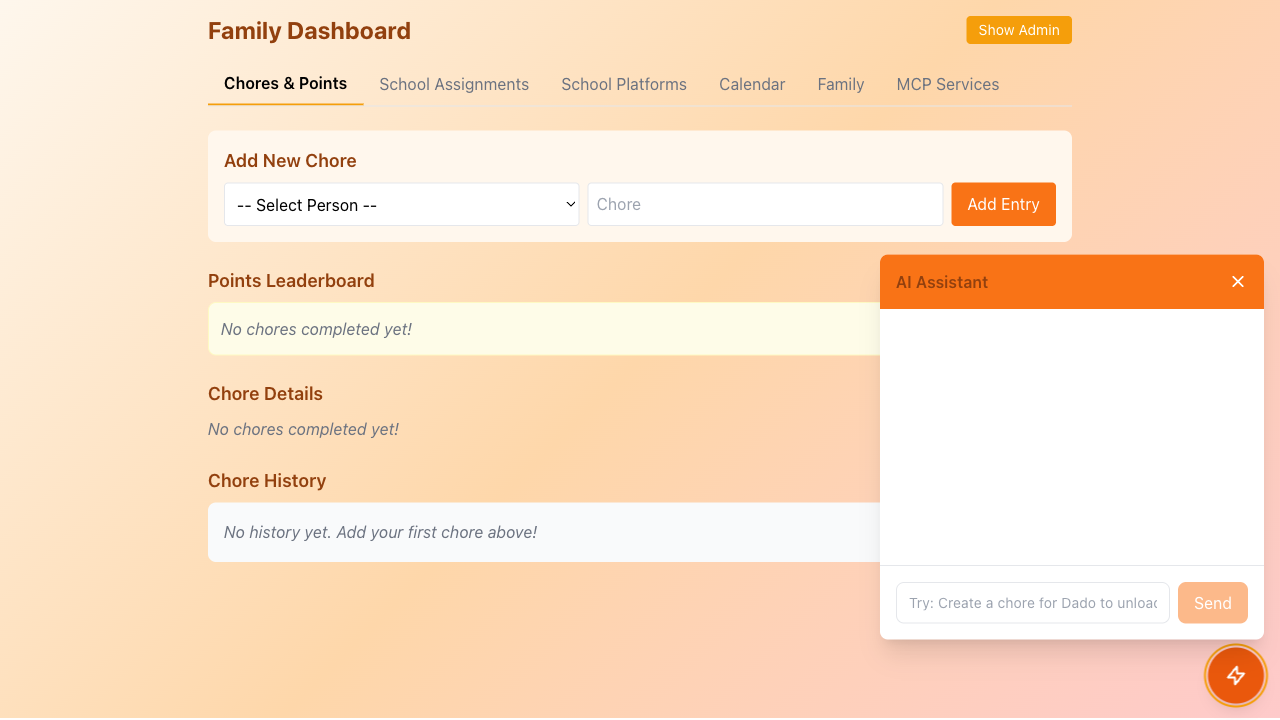 Family Dashboard
Show Admin
Chores & Points
School Assignments
School Platforms
Calendar
Family
MCP Services
Add New Chore
-- Select Person --
Chore
Add Entry
Points Leaderboard
No chores completed yet!
Chore Details
No chores completed yet!
Chore History
No history yet. Add your first chore above!
AI Assistant
Try: Create a chore for Dado to
Send